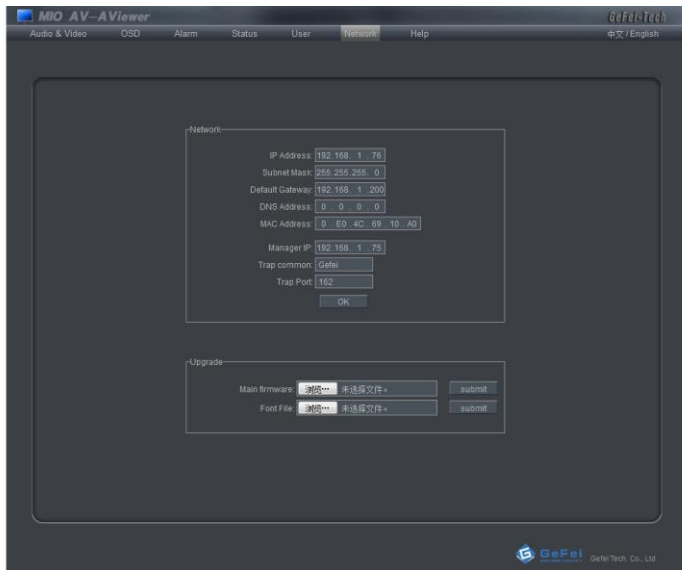 MIO AV—AViewer
GeFei-Tech
Audio & Video OSD Alarm Status User Network Help 中文 / English
Network
IP Address: 192.168. 1 . 76
Subnet Mask: 255.255.255. 0
Default Gateway: 192.168. 1 .200
DNS Address: 0 . 0 . 0 . 0
MAC Address: 0 . E0 . 4C . 69 . 10 . A0
Manager IP: 192.168. 1 . 75
Trap common: Gefei
Trap Port: 162
OK
Upgrade
Main firmware: 浏览… 未选择文件。 submit
Font File: 浏览… 未选择文件。 submit
GeFei Gefei Tech. Co., Ltd